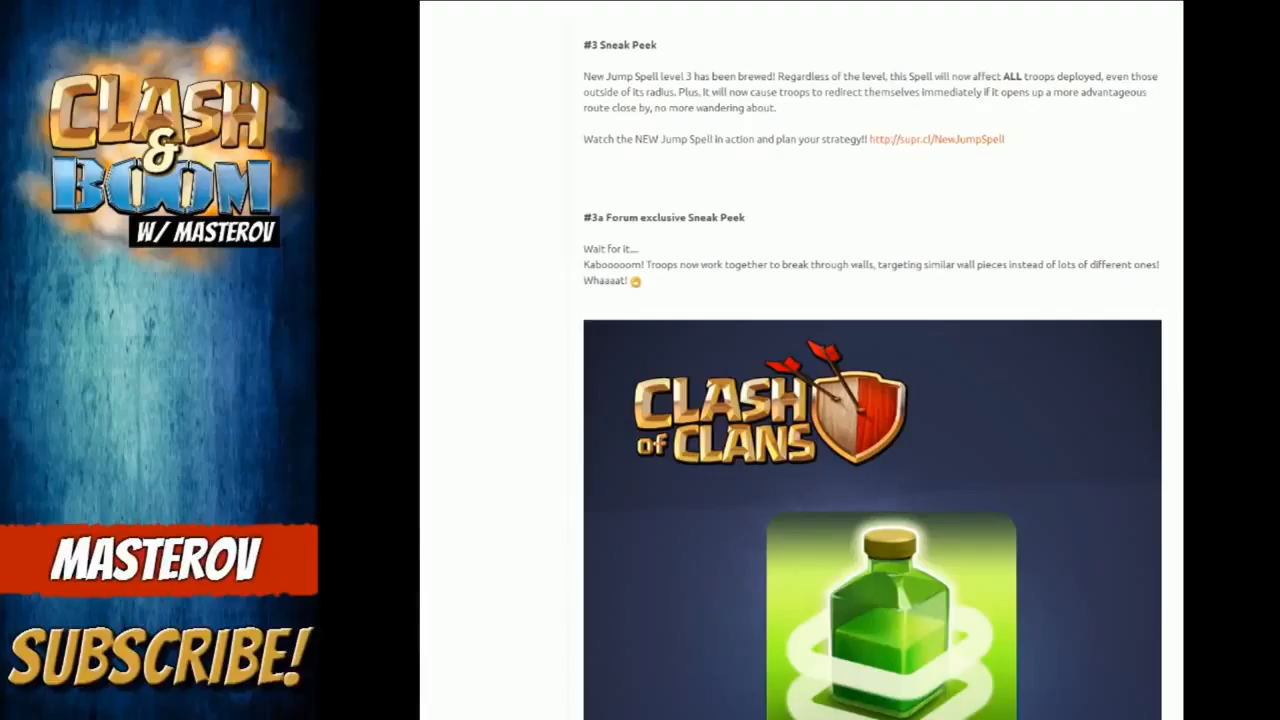 CLASH
&
BOOM
W/ MASTEROV
MASTEROV
SUBSCRIBE!
#3 Sneak Peek
New Jump Spell level 3 has been brewed! Regardless of the level, this Spell will now affect ALL troops deployed, even those
outside of its radius. Plus, it will now cause troops to redirect themselves immediately if it opens up a more advantageous
route close by, no more wandering about.
Watch the NEW Jump Spell in action and plan your strategy!! http://supr.cl/NewJumpSpell
#3a Forum exclusive Sneak Peek
Wait for it....
Kabooooom! Troops now work together to break through walls, targeting similar wall pieces instead of lots of different ones!
Whaaaat!
CLASH
OF CLANS